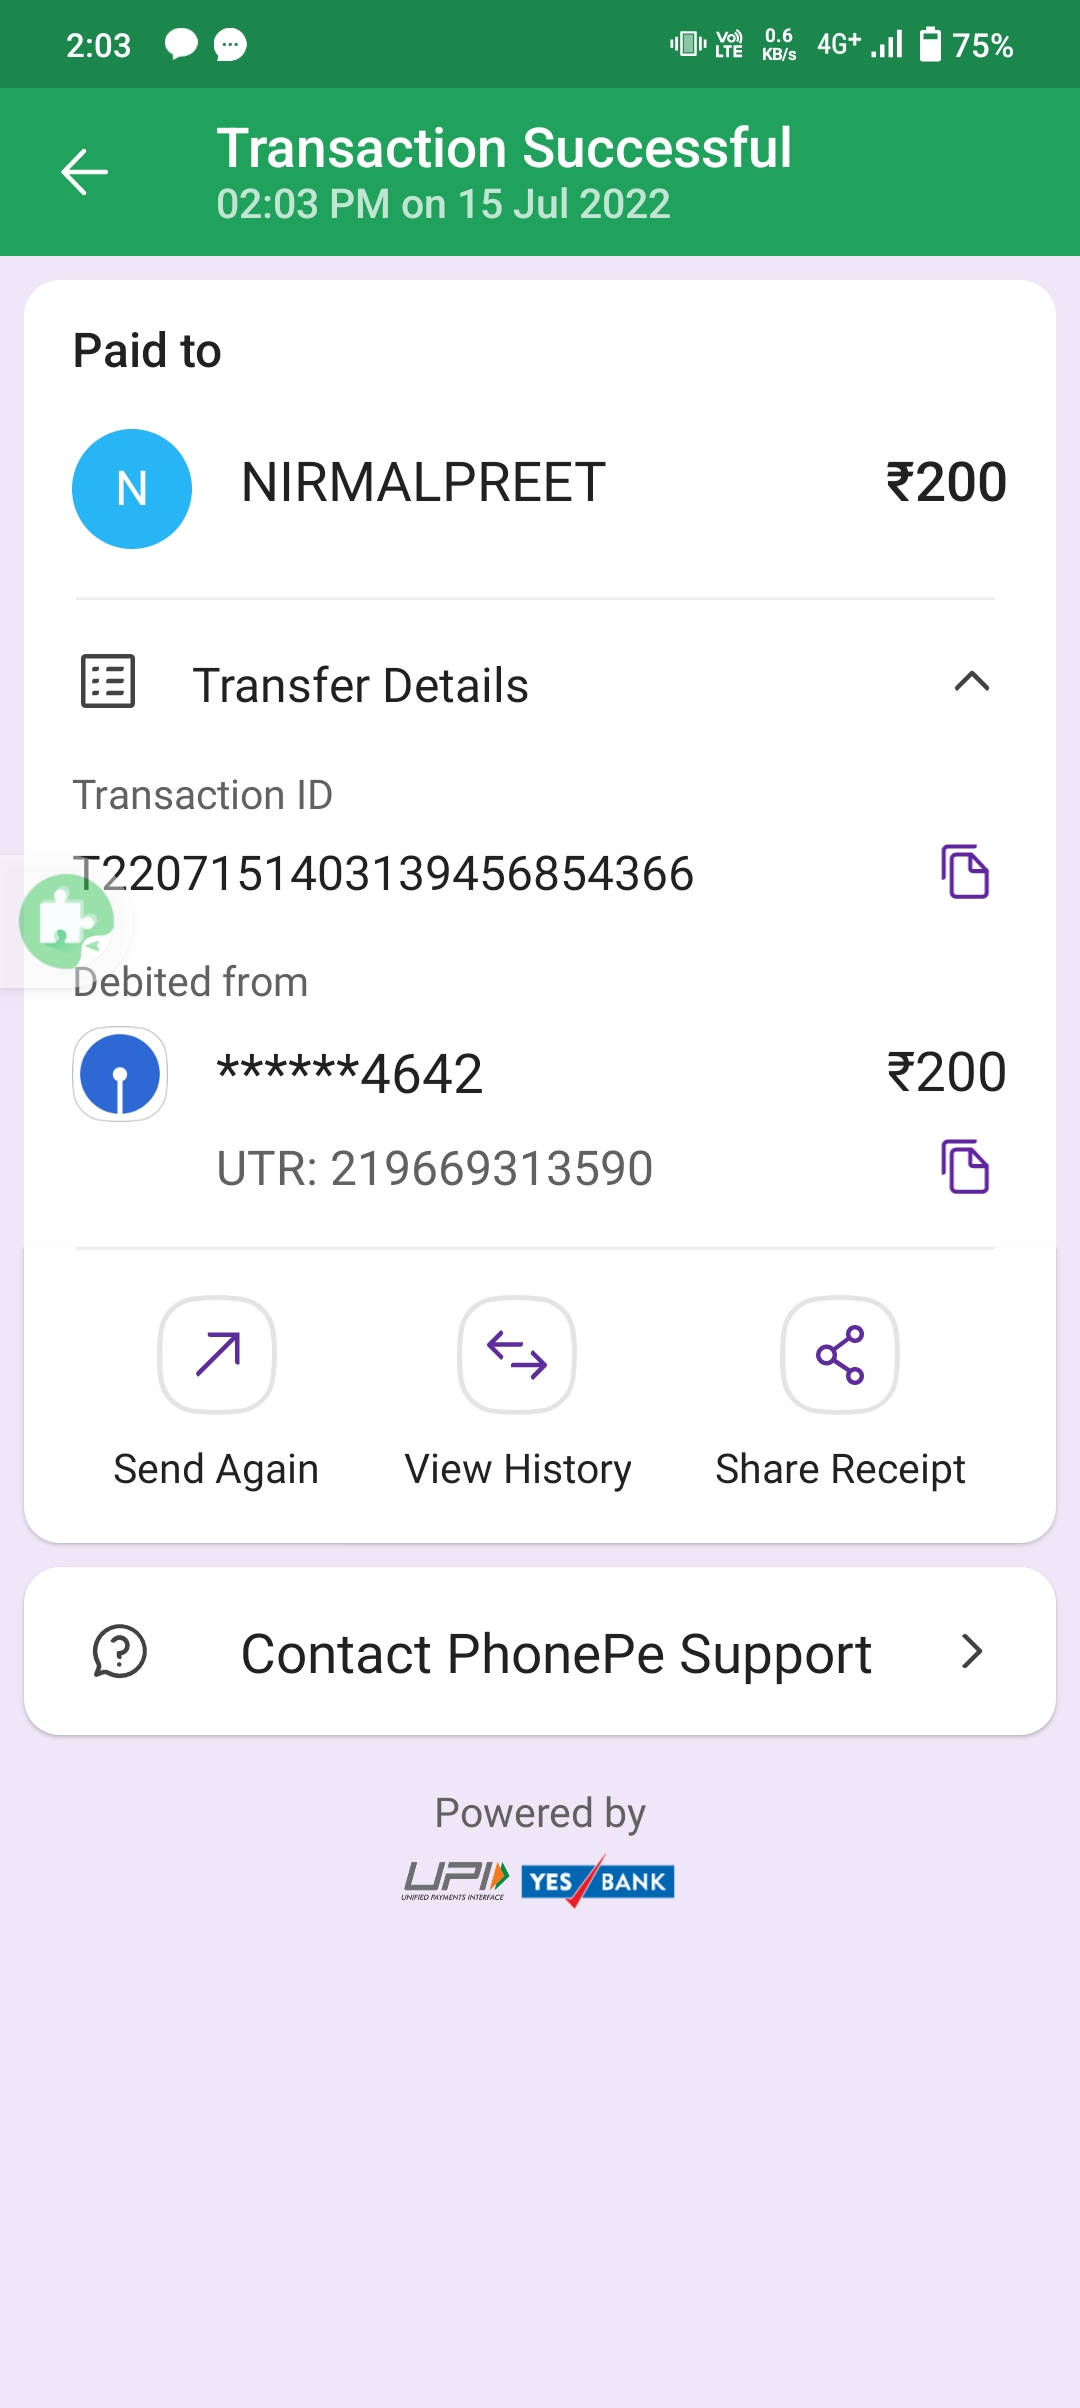 2:03 Vo)) LTE 0.6 KB/s 4G+ 75%
Transaction Successful
02:03 PM on 15 Jul 2022
Paid to
N NIRMALPREET ₹200
Transfer Details
Transaction ID
T2207151403139456854366
Debited from
******4642 ₹200
UTR: 219669313590
Send Again View History Share Receipt
Contact PhonePe Support
Powered by
UPI YES BANK
UNIFIED PAYMENTS INTERFACE